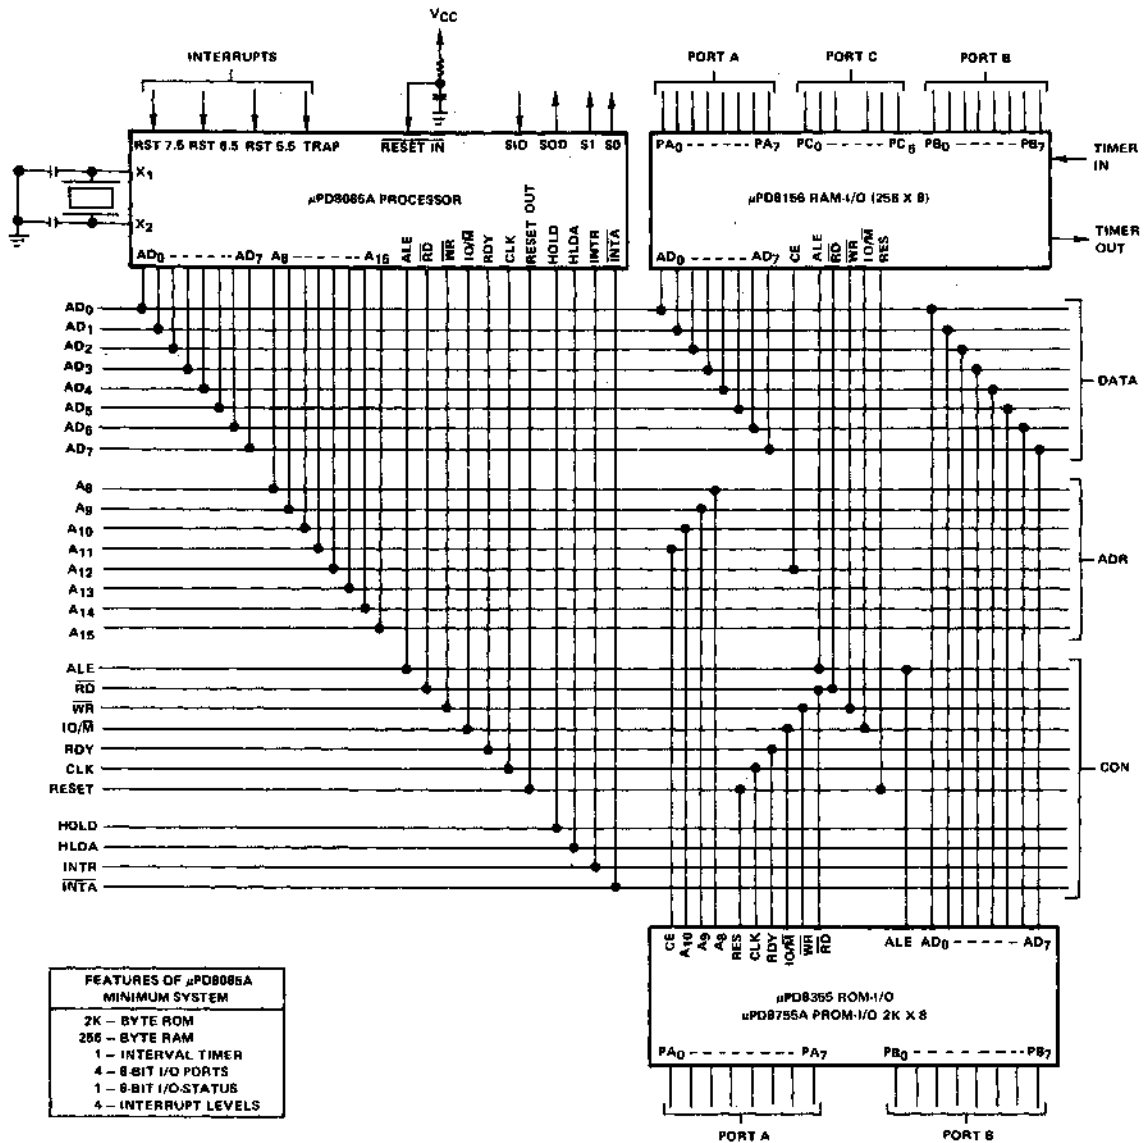 VCC
INTERRUPTS
PORT A PORT C PORT B
RST 7.5 RST 6.5 RST 5.5 TRAP RESET IN SID SOD S1 S0
PA0 PA7 PC0 PC5 PB0 PB7
TIMER IN
X1
µPD8085A PROCESSOR
µPD8156 RAM-I/O (256 X 8)
X2
TIMER OUT
AD0 AD7 A8 A15 ALE RD WR IO/M RDY CLK RESET OUT HOLD HLDA INTR INTA
AD0 AD7 CE ALE RD WR IO/M RES
AD0
AD1
AD2
AD3
AD4
AD5
AD6
AD7
DATA
A8
A9
A10
A11
A12
A13
A14
A15
ADR
ALE
RD
WR
IO/M
RDY
CLK
RESET
HOLD
HLDA
INTR
INTA
CON
CE A10 A9 A8 RES CLK RDY IO/M WR RD ALE AD0 AD7
µPD8355 ROM-I/O
µPD8755A PROM-I/O 2K X 8
PA0 PA7 PB0 PB7
PORT A PORT B
FEATURES OF µPD8085A
MINIMUM SYSTEM
2K – BYTE ROM
256 – BYTE RAM
1 – INTERVAL TIMER
4 – 8-BIT I/O PORTS
1 – 6-BIT I/O-STATUS
4 – INTERRUPT LEVELS